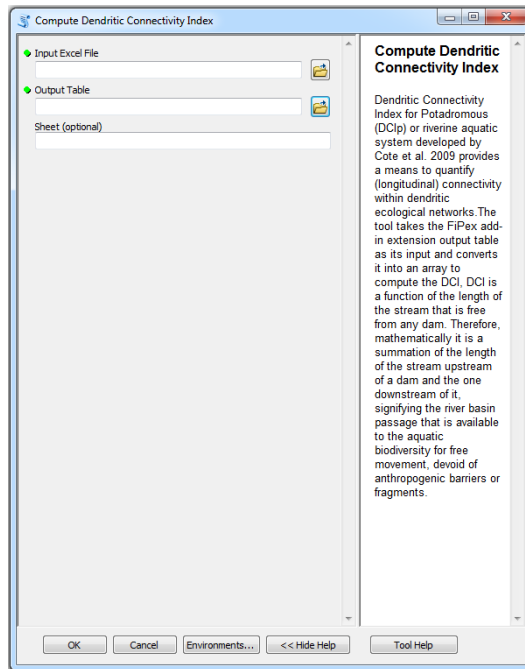 Compute Dendritic Connectivity Index
Input Excel File
Output Table
Sheet (optional)
Compute Dendritic
Connectivity Index
Dendritic Connectivity
Index for Potadromous
(DCIp) or riverine aquatic
system developed by
Cote et al. 2009 provides
a means to quantify
(longitudinal) connectivity
within dendritic
ecological networks.The
tool takes the FiPex add-
in extension output table
as its input and converts
it into an array to
compute the DCI, DCI is
a function of the length of
the stream that is free
from any dam. Therefore,
mathematically it is a
summation of the length
of the stream upstream
of a dam and the one
downstream of it,
signifying the river basin
passage that is available
to the aquatic
biodiversity for free
movement, devoid of
anthropogenic barriers or
fragments.
OK
Cancel
Environments...
<< Hide Help
Tool Help